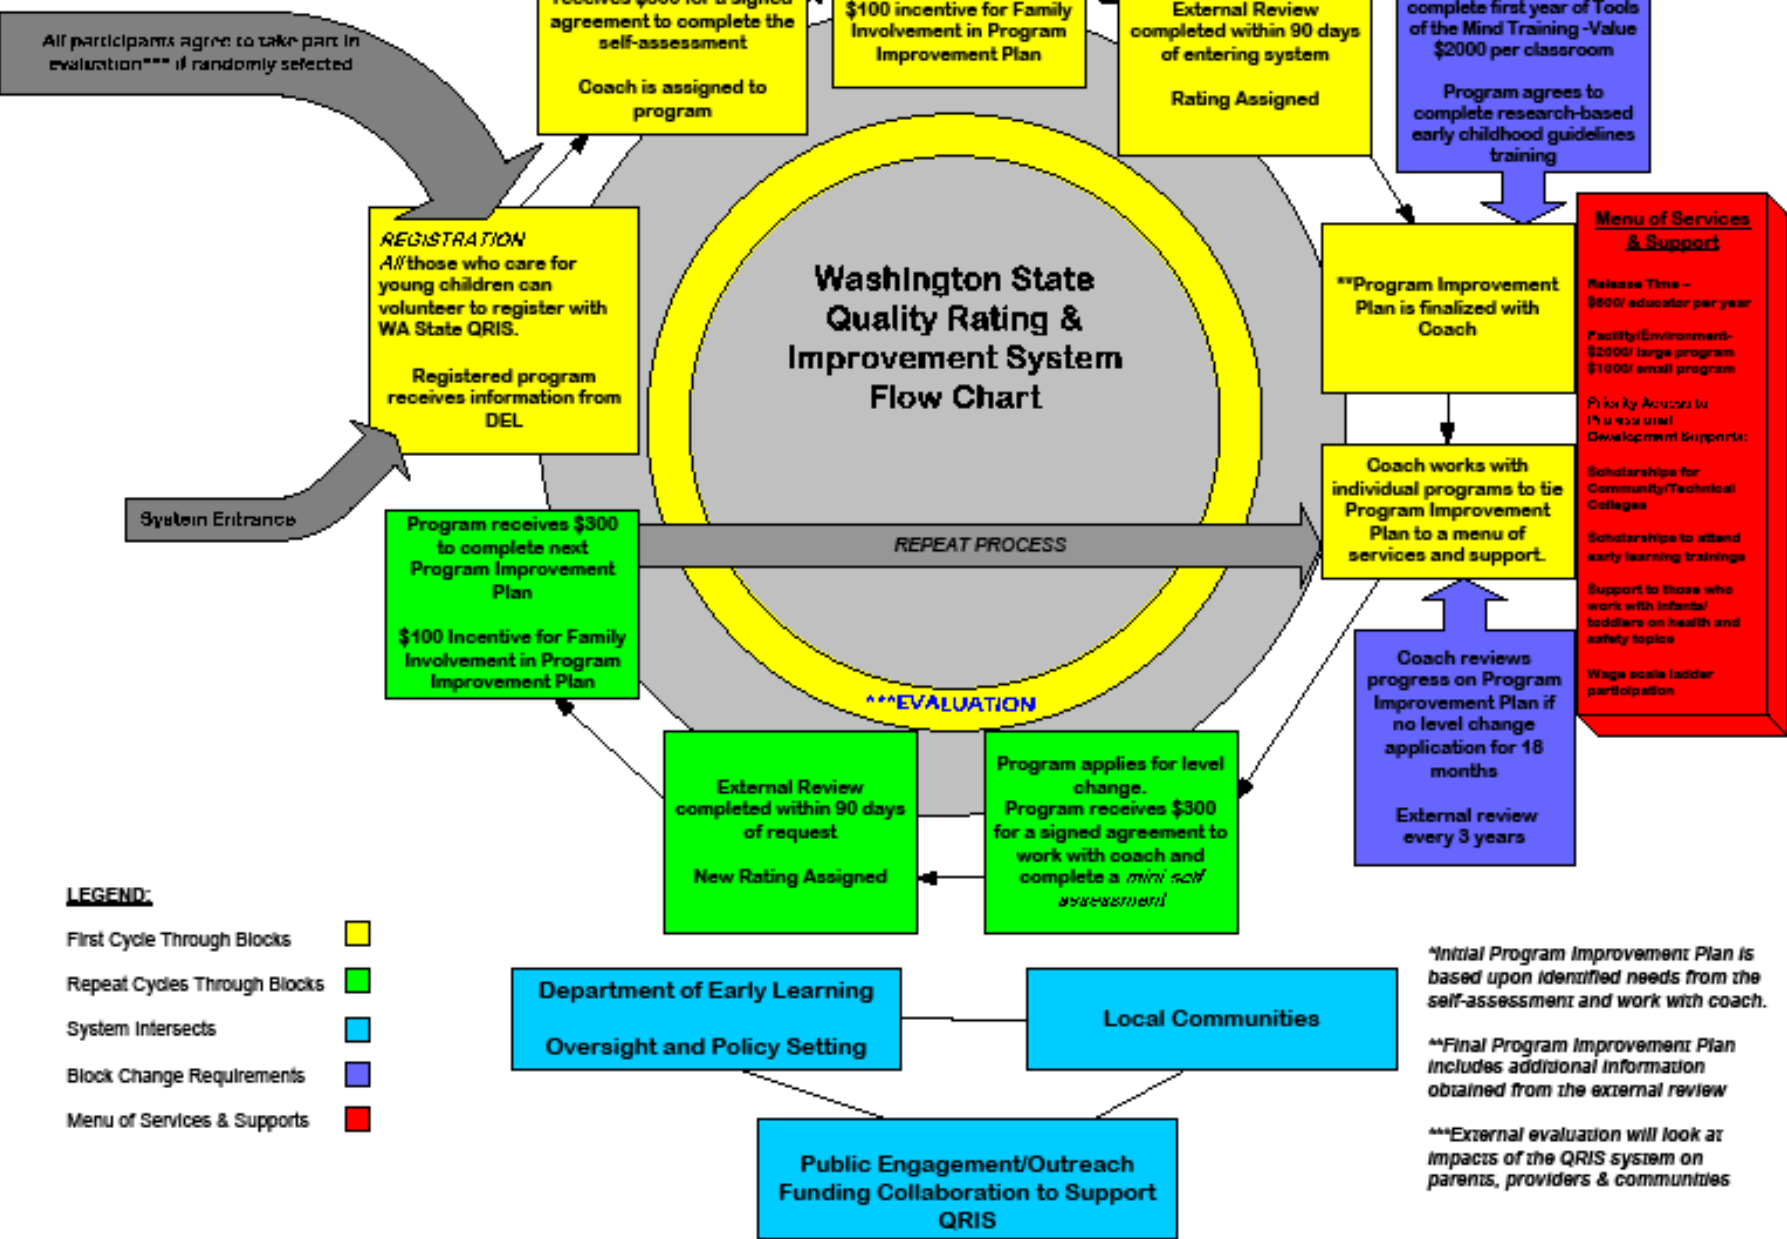 All participants agree to take part in
evaluation*** if randomly selected
receives $300 for a signed
agreement to complete the
self-assessment
Coach is assigned to
program
$100 incentive for Family
Involvement in Program
Improvement Plan
External Review
completed within 90 days
of entering system
Rating Assigned
complete first year of Tools
of the Mind Training -Value
$2000 per classroom
Program agrees to
complete research-based
early childhood guidelines
training
REGISTRATION
All those who care for
young children can
volunteer to register with
WA State QRIS.
Registered program
receives information from
DEL
System Entrance
Washington State
Quality Rating &
Improvement System
Flow Chart
**Program Improvement
Plan is finalized with
Coach
Menu of Services
& Support
Release Time –
$600/ educator per year
Facility/Environment-
$2000/ large program
$1000/ small program
Priority Access to
Professional
Development Supports:
Scholarships for
Community/Technical
Colleges
Scholarships to attend
early learning trainings
Support to those who
work with infants/
toddlers on health and
safety topics
Wage scale ladder
participation
Coach works with
individual programs to tie
Program Improvement
Plan to a menu of
services and support.
REPEAT PROCESS
Program receives $300
to complete next
Program Improvement
Plan
$100 Incentive for Family
Involvement in Program
Improvement Plan
Coach reviews
progress on Program
Improvement Plan if
no level change
application for 18
months
External review
every 3 years
***EVALUATION
External Review
completed within 90 days
of request
New Rating Assigned
Program applies for level
change.
Program receives $300
for a signed agreement to
work with coach and
complete a mini self
assessment
LEGEND:
First Cycle Through Blocks
Repeat Cycles Through Blocks
System Intersects
Block Change Requirements
Menu of Services & Supports
Department of Early Learning
Oversight and Policy Setting
Local Communities
Public Engagement/Outreach
Funding Collaboration to Support
QRIS
*Initial Program Improvement Plan is
based upon identified needs from the
self-assessment and work with coach.
**Final Program Improvement Plan
includes additional information
obtained from the external review
***External evaluation will look at
impacts of the QRIS system on
parents, providers & communities